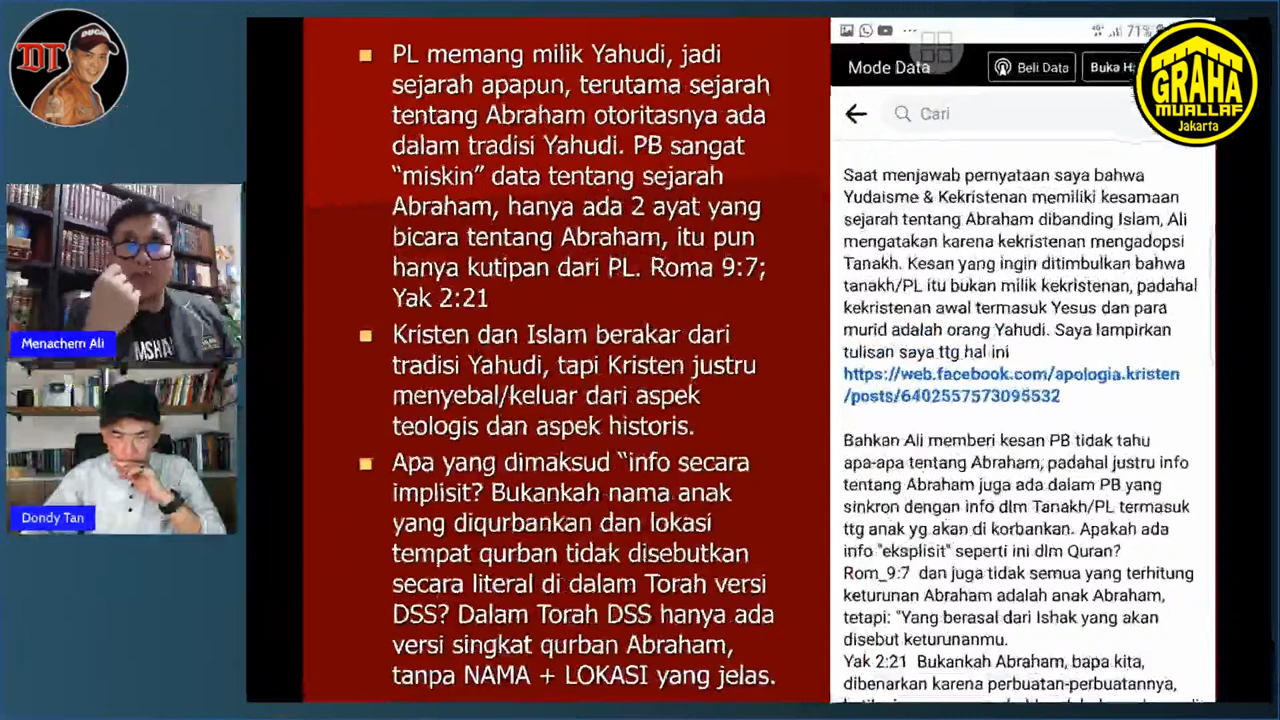 DT
DUCATI
Menachem Ali
MSHA
Dondy Tan
PL memang milik Yahudi, jadi
sejarah apapun, terutama sejarah
tentang Abraham otoritasnya ada
dalam tradisi Yahudi. PB sangat
“miskin” data tentang sejarah
Abraham, hanya ada 2 ayat yang
bicara tentang Abraham, itu pun
hanya kutipan dari PL. Roma 9:7;
Yak 2:21
Kristen dan Islam berakar dari
tradisi Yahudi, tapi Kristen justru
menyebal/keluar dari aspek
teologis dan aspek historis.
Apa yang dimaksud “info secara
implisit? Bukankah nama anak
yang diqurbankan dan lokasi
tempat qurban tidak disebutkan
secara literal di dalam Torah versi
DSS? Dalam Torah DSS hanya ada
versi singkat qurban Abraham,
tanpa NAMA + LOKASI yang jelas.
71%
Mode Data
Beli Data
Buka H
GRAHA
MUALLAF
Jakarta
Cari
Saat menjawab pernyataan saya bahwa
Yudaisme & Kekristenan memiliki kesamaan
sejarah tentang Abraham dibanding Islam, Ali
mengatakan karena kekristenan mengadopsi
Tanakh. Kesan yang ingin ditimbulkan bahwa
tanakh/PL itu bukan milik kekristenan, padahal
kekristenan awal termasuk Yesus dan para
murid adalah orang Yahudi. Saya lampirkan
tulisan saya ttg hal ini
https://web.facebook.com/apologia.kristen
/posts/6402557573095532
Bahkan Ali memberi kesan PB tidak tahu
apa-apa tentang Abraham, padahal justru info
tentang Abraham juga ada dalam PB yang
sinkron dengan info dlm Tanakh/PL termasuk
ttg anak yg akan di korbankan. Apakah ada
info "eksplisit" seperti ini dlm Quran?
Rom_9:7 dan juga tidak semua yang terhitung
keturunan Abraham adalah anak Abraham,
tetapi: "Yang berasal dari Ishak yang akan
disebut keturunanmu.
Yak 2:21 Bukankah Abraham, bapa kita,
dibenarkan karena perbuatan-perbuatannya,